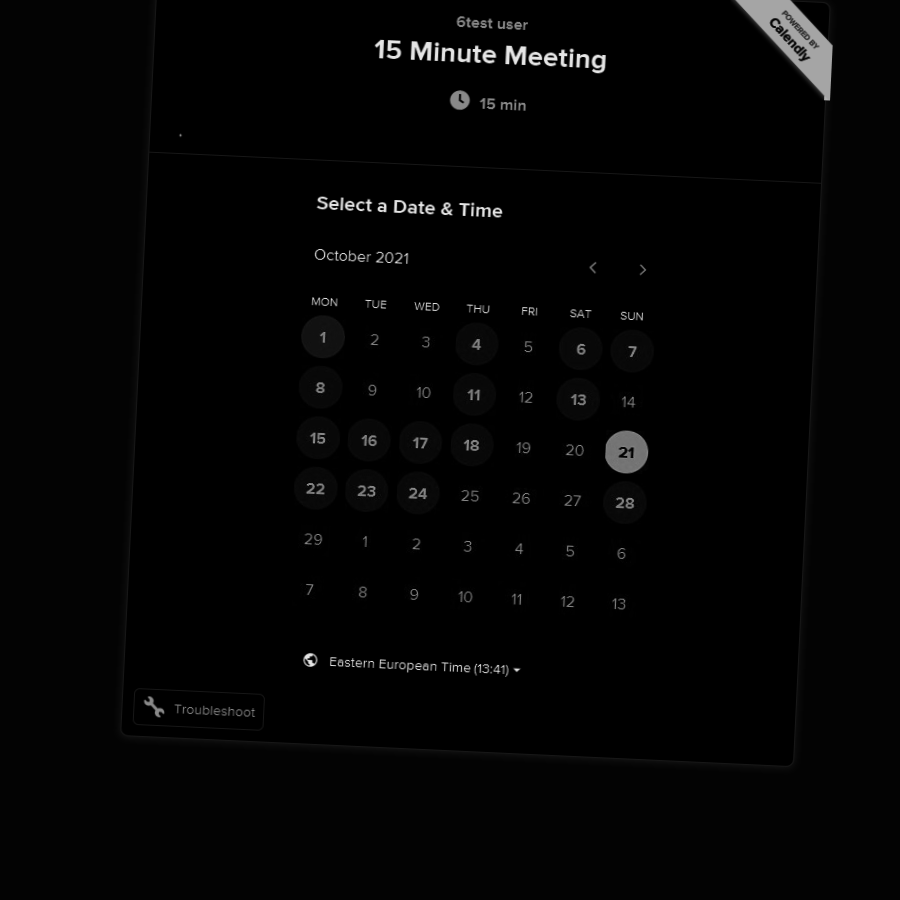 6test user
15 Minute Meeting
15 min
POWERED BY
Calendly
Select a Date & Time
October 2021
MON TUE WED THU FRI SAT SUN
1 2 3 4 5 6 7
8 9 10 11 12 13 14
15 16 17 18 19 20 21
22 23 24 25 26 27 28
29 1 2 3 4 5 6
7 8 9 10 11 12 13
Eastern European Time (13:41)
Troubleshoot